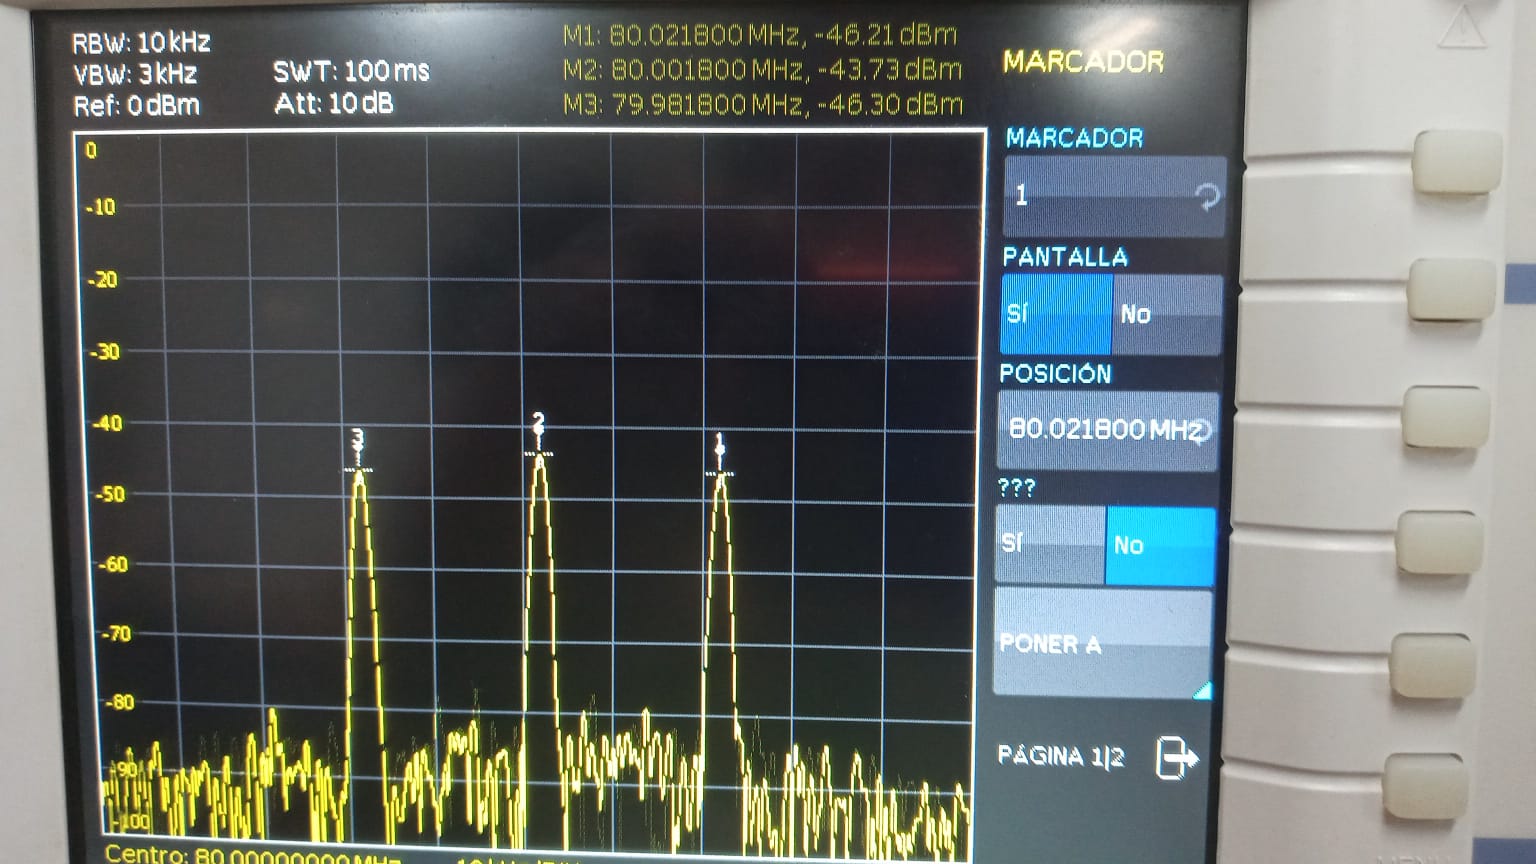 RBW: 10 kHz
VBW: 3 kHz
SWT: 100 ms
Ref: 0 dBm
Att: 10 dB
M1: 80.021800 MHz, -46.21 dBm
M2: 80.001800 MHz, -43.73 dBm
M3: 79.981800 MHz, -46.30 dBm
0
-10
-20
-30
-40
-50
-60
-70
-80
-90
-100
3
2
1
MARCADOR
MARCADOR
1
PANTALLA
Sí No
POSICIÓN
80.021800 MHz
???
Sí No
PONER A
PÁGINA 1/2
Centro: 80.00000000 MHz